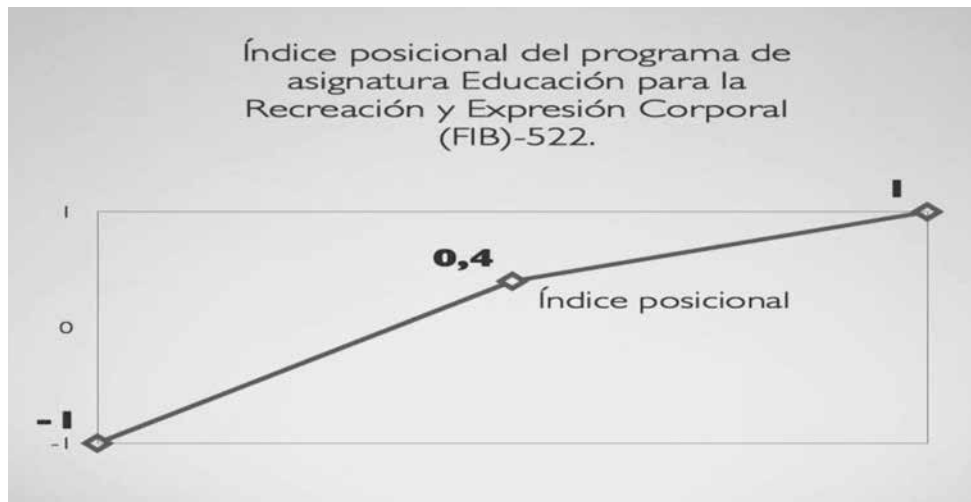 Índice posicional del programa de
asignatura Educación para la
Recreación y Expresión Corporal
(FIB)-522.
1
1
0,4
Índice posicional
0
-1
-1